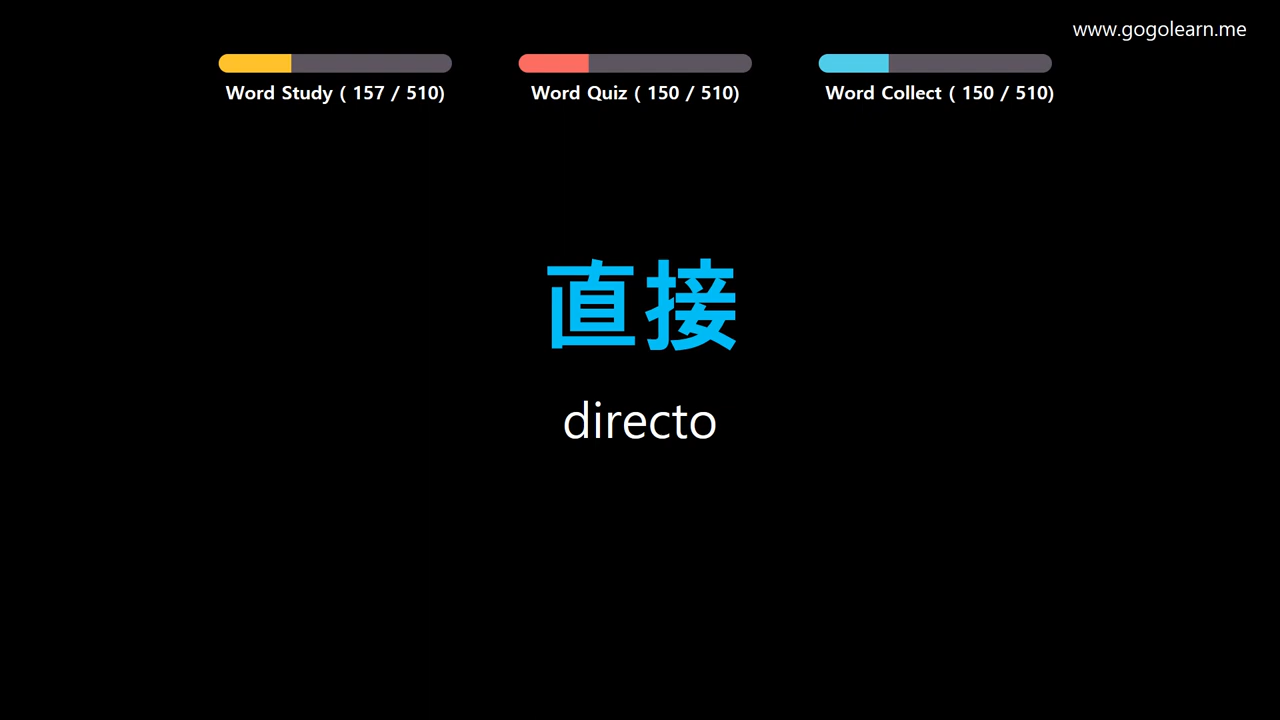 www.gogolearn.me
Word Study ( 157 / 510)
Word Quiz ( 150 / 510)
Word Collect ( 150 / 510)
直接
directo